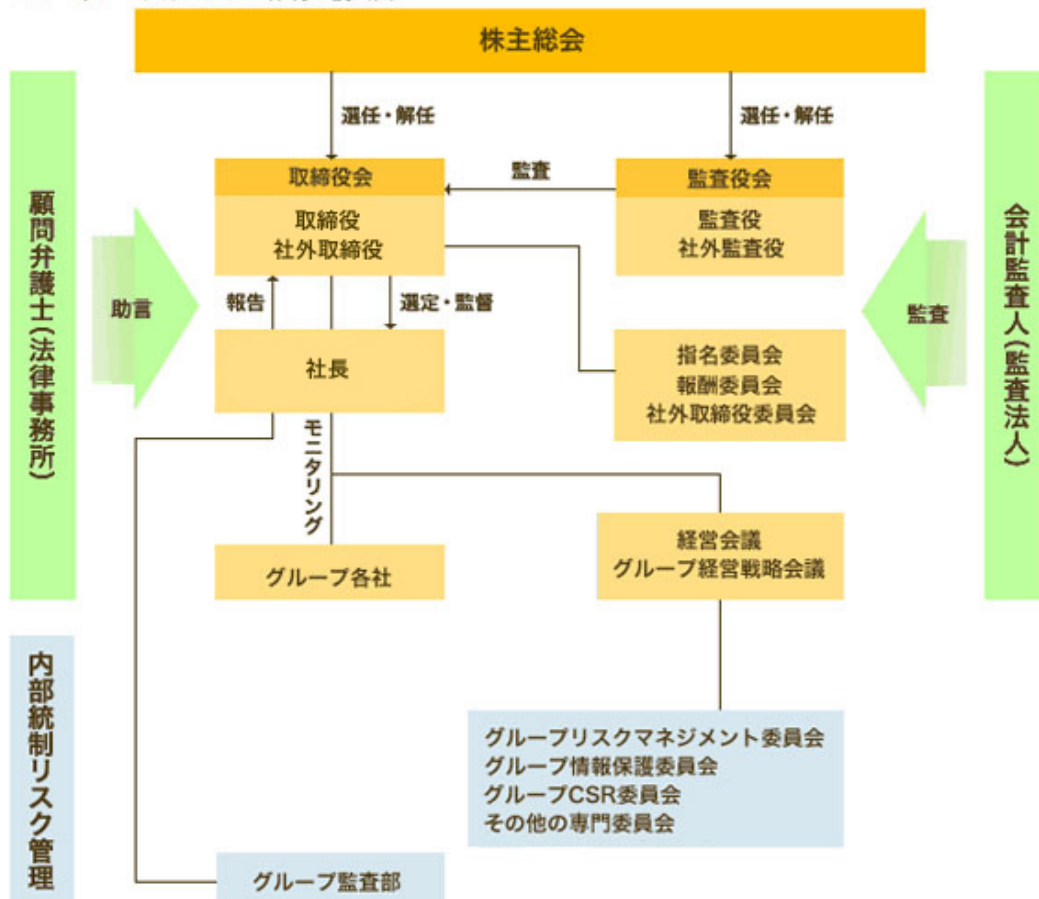 株主総会
選任・解任
選任・解任
取締役会
監査
監査役会
取締役
社外取締役
監査役
社外監査役
顧問弁護士(法律事務所)
助言
会計監査人(監査法人)
監査
報告
選定・監督
社長
指名委員会
報酬委員会
社外取締役委員会
モニタリング
グループ各社
経営会議
グループ経営戦略会議
内部統制リスク管理
グループリスクマネジメント委員会
グループ情報保護委員会
グループCSR委員会
その他の専門委員会
グループ監査部